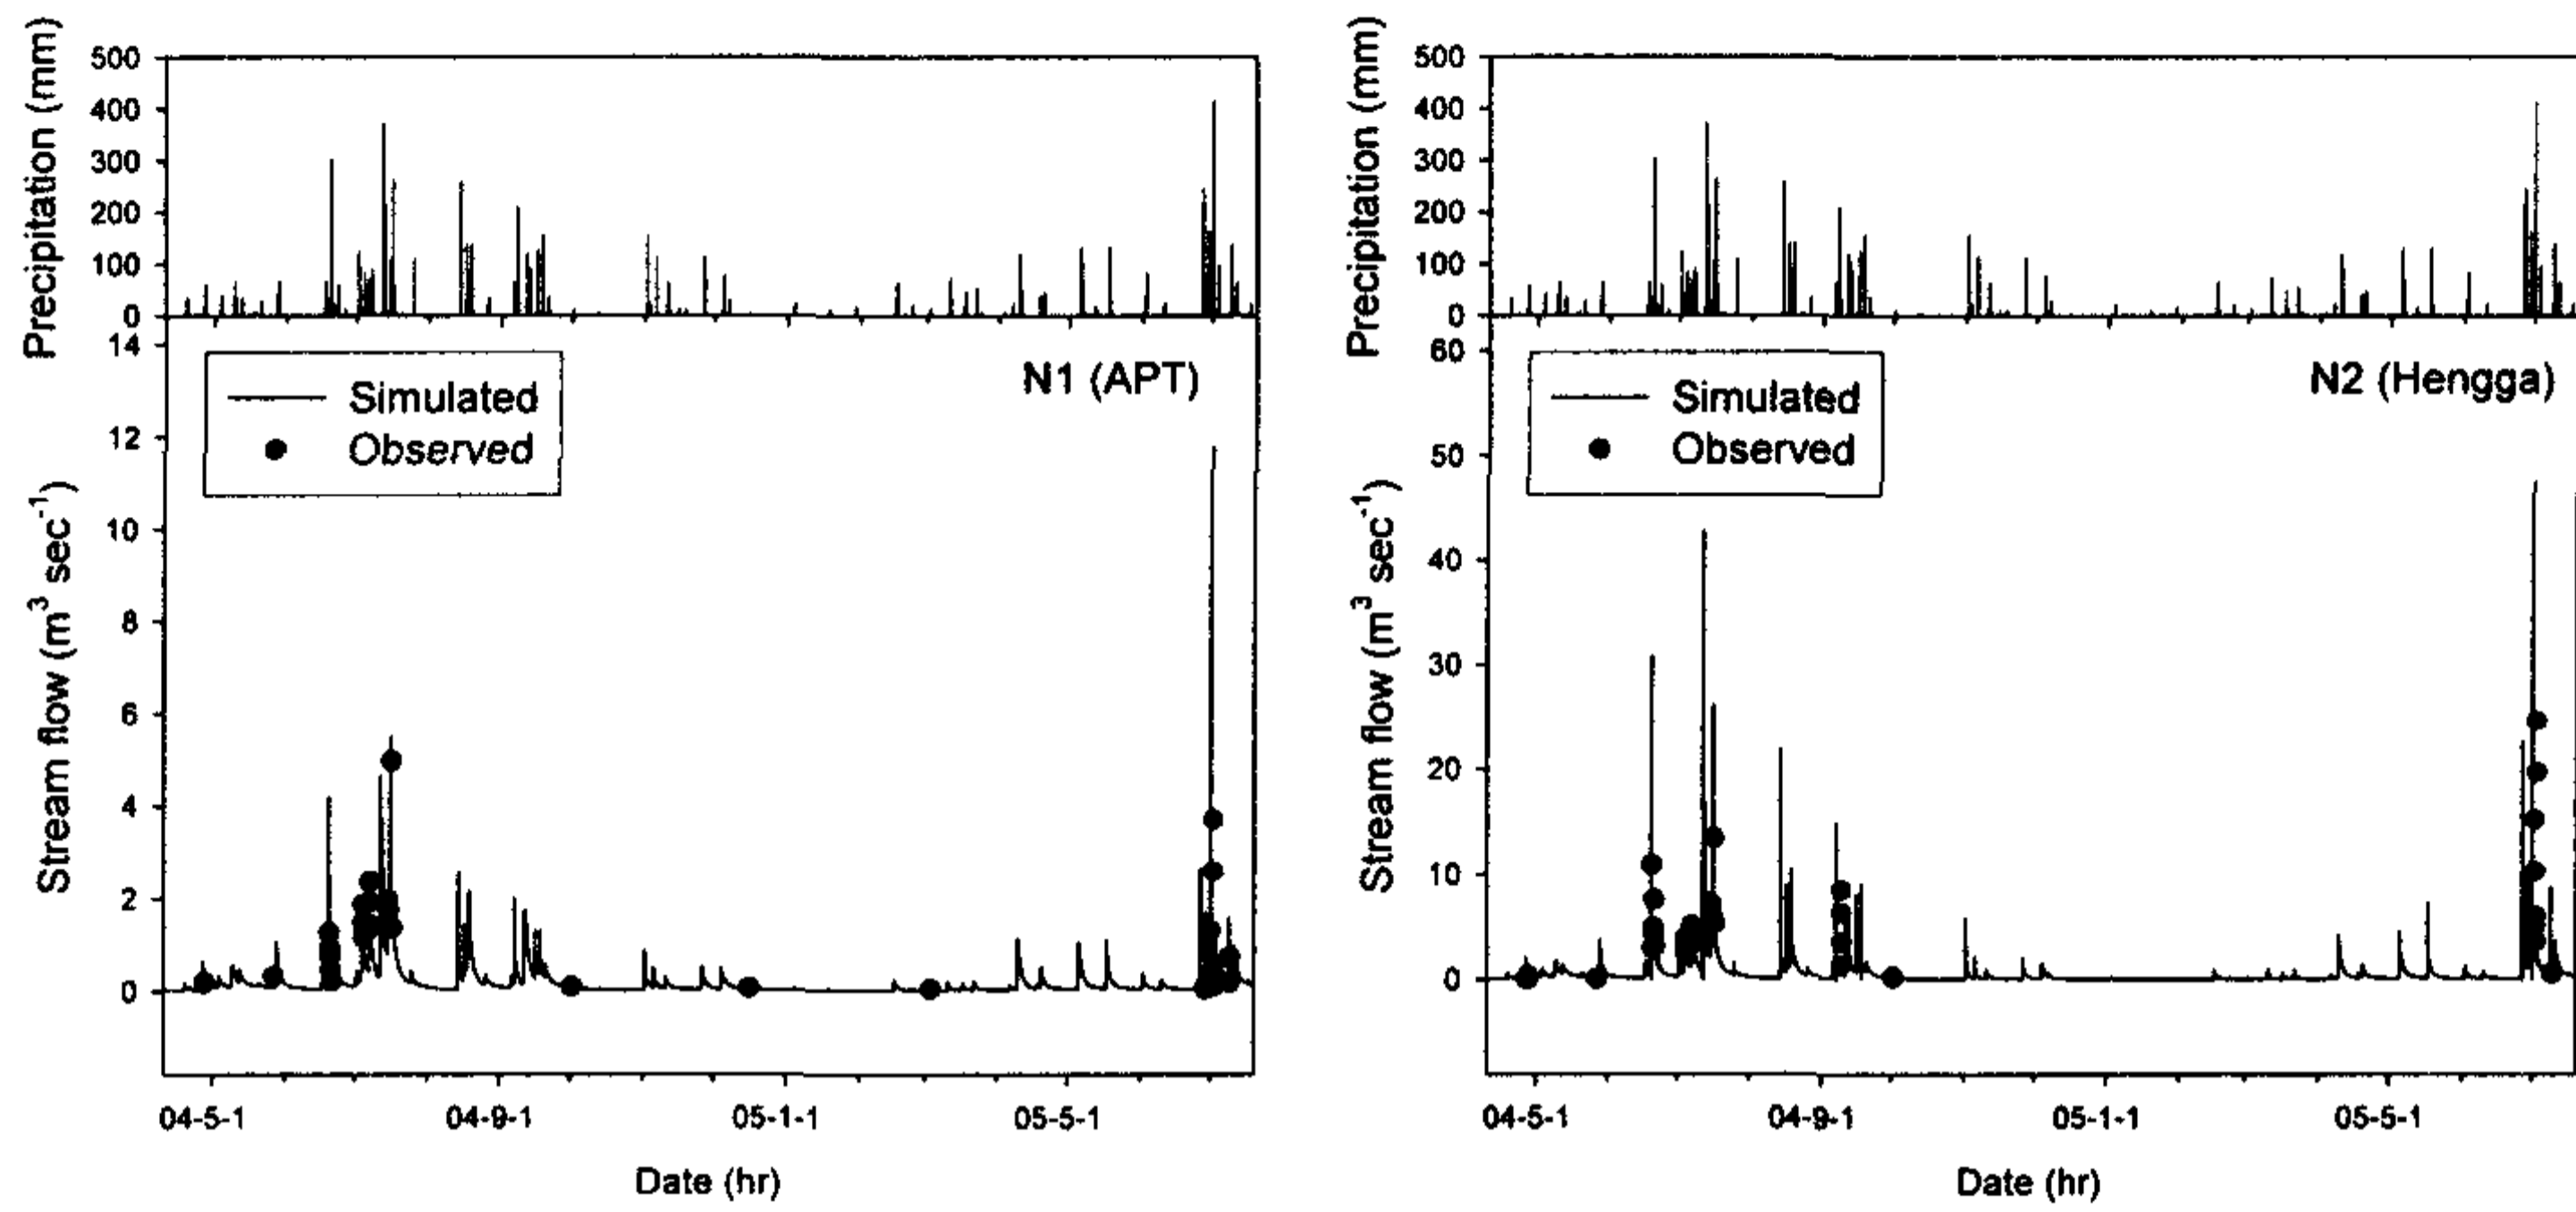 Precipitation (mm)
500
400
300
200
100
0
Stream flow (m³ sec⁻¹)
14
12
10
8
6
4
2
0
N1 (APT)
Simulated
Observed
04-5-1
04-9-1
05-1-1
05-5-1
Date (hr)
Precipitation (mm)
500
400
300
200
100
0
Stream flow (m³ sec⁻¹)
60
50
40
30
20
10
0
N2 (Hengga)
Simulated
Observed
04-5-1
04-9-1
05-1-1
05-5-1
Date (hr)